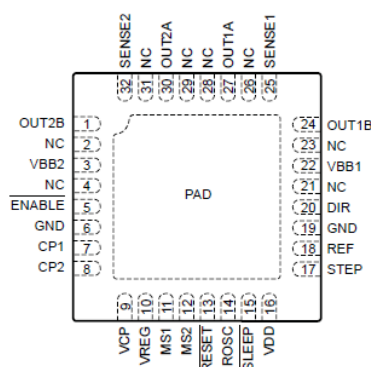 SENSE2
NC
OUT2A
NC
NC
OUT1A
NC
SENSE1
32
31
30
29
28
27
26
25
OUT2B 1
NC 2
VBB2 3
NC 4
ENABLE 5
GND 6
CP1 7
CP2 8
PAD
24 OUT1B
23 NC
22 VBB1
21 NC
20 DIR
19 GND
18 REF
17 STEP
9
10
11
12
13
14
15
16
VCP
VREG
MS1
MS2
RESET
ROSC
SLEEP
VDD